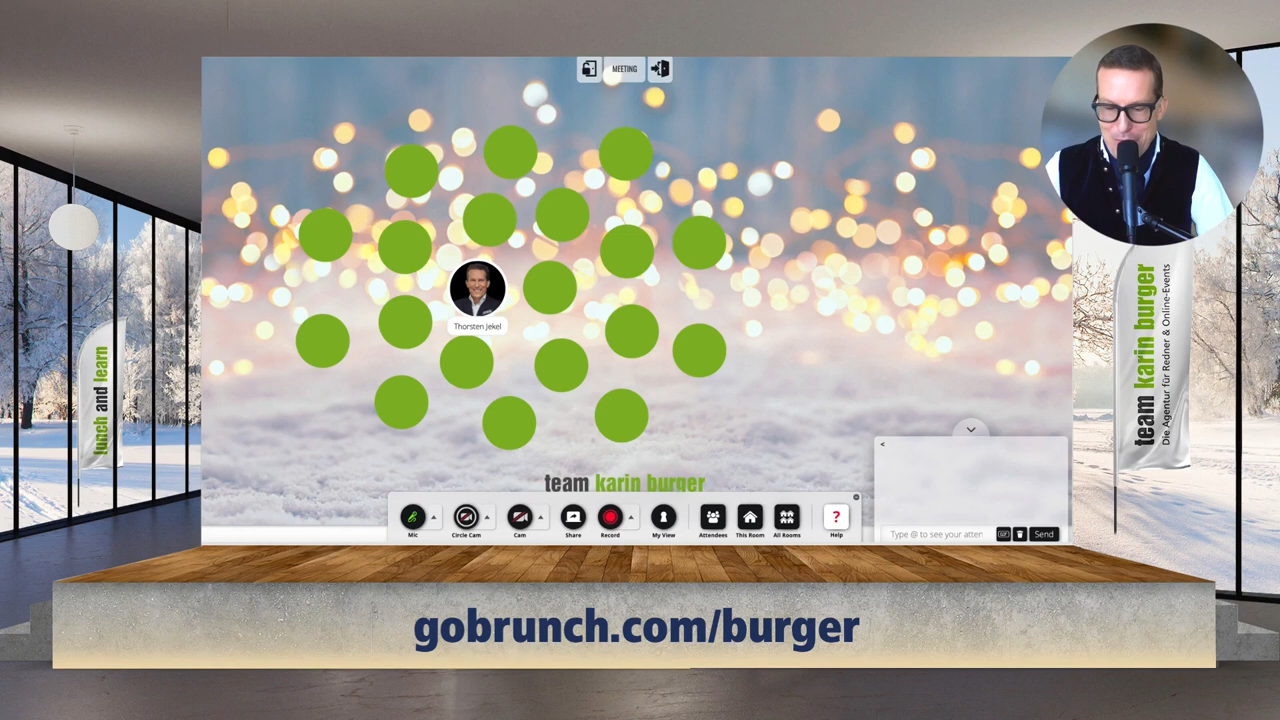 MEETING
Thorsten Jekel
team karin burger
Die Agentur für Redner & Online-Events
lunch and learn
<
team karin burger
Mic
Circle Cam
Cam
Share
Record
My View
Attendees
This Room
All Rooms
?
Help
Type @ to see your atten
GIF
Send
gobrunch.com/burger